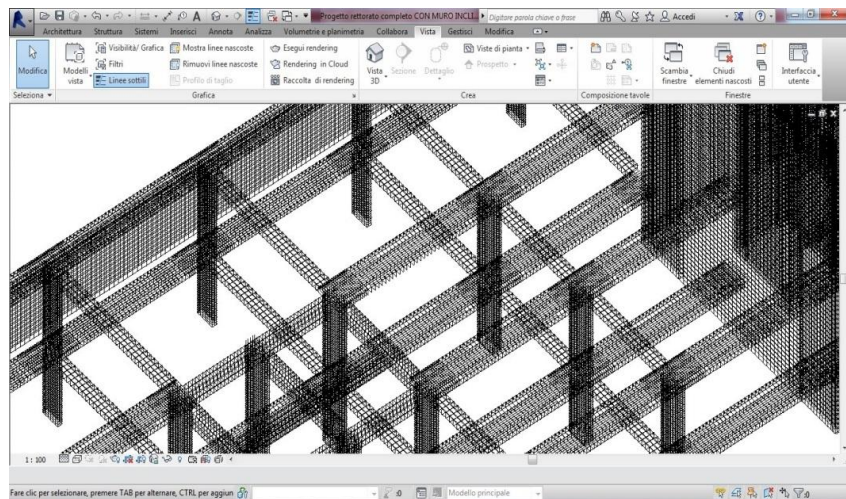 Progetto rettorato completo CON MURO INCLI...
Digitare parola chiave o frase
Accedi
Architettura Struttura Sistemi Inserisci Annota Analizza Volumetrie e planimetria Collabora Vista Gestisci Modifica
Modifica
Modelli vista
Visibilità/ Grafica
Filtri
Linee sottili
Mostra linee nascoste
Rimuovi linee nascoste
Profilo di taglio
Esegui rendering
Rendering in Cloud
Raccolta di rendering
Vista 3D
Sezione
Dettaglio
Viste di pianta
Prospetto
Scambia finestre
Chiudi elementi nascosti
Interfaccia utente
Seleziona
Grafica
Crea
Composizione tavole
Finestre
1 : 100
Fare clic per selezionare, premere TAB per alternare, CTRL per aggiun
:0
Modello principale
:0